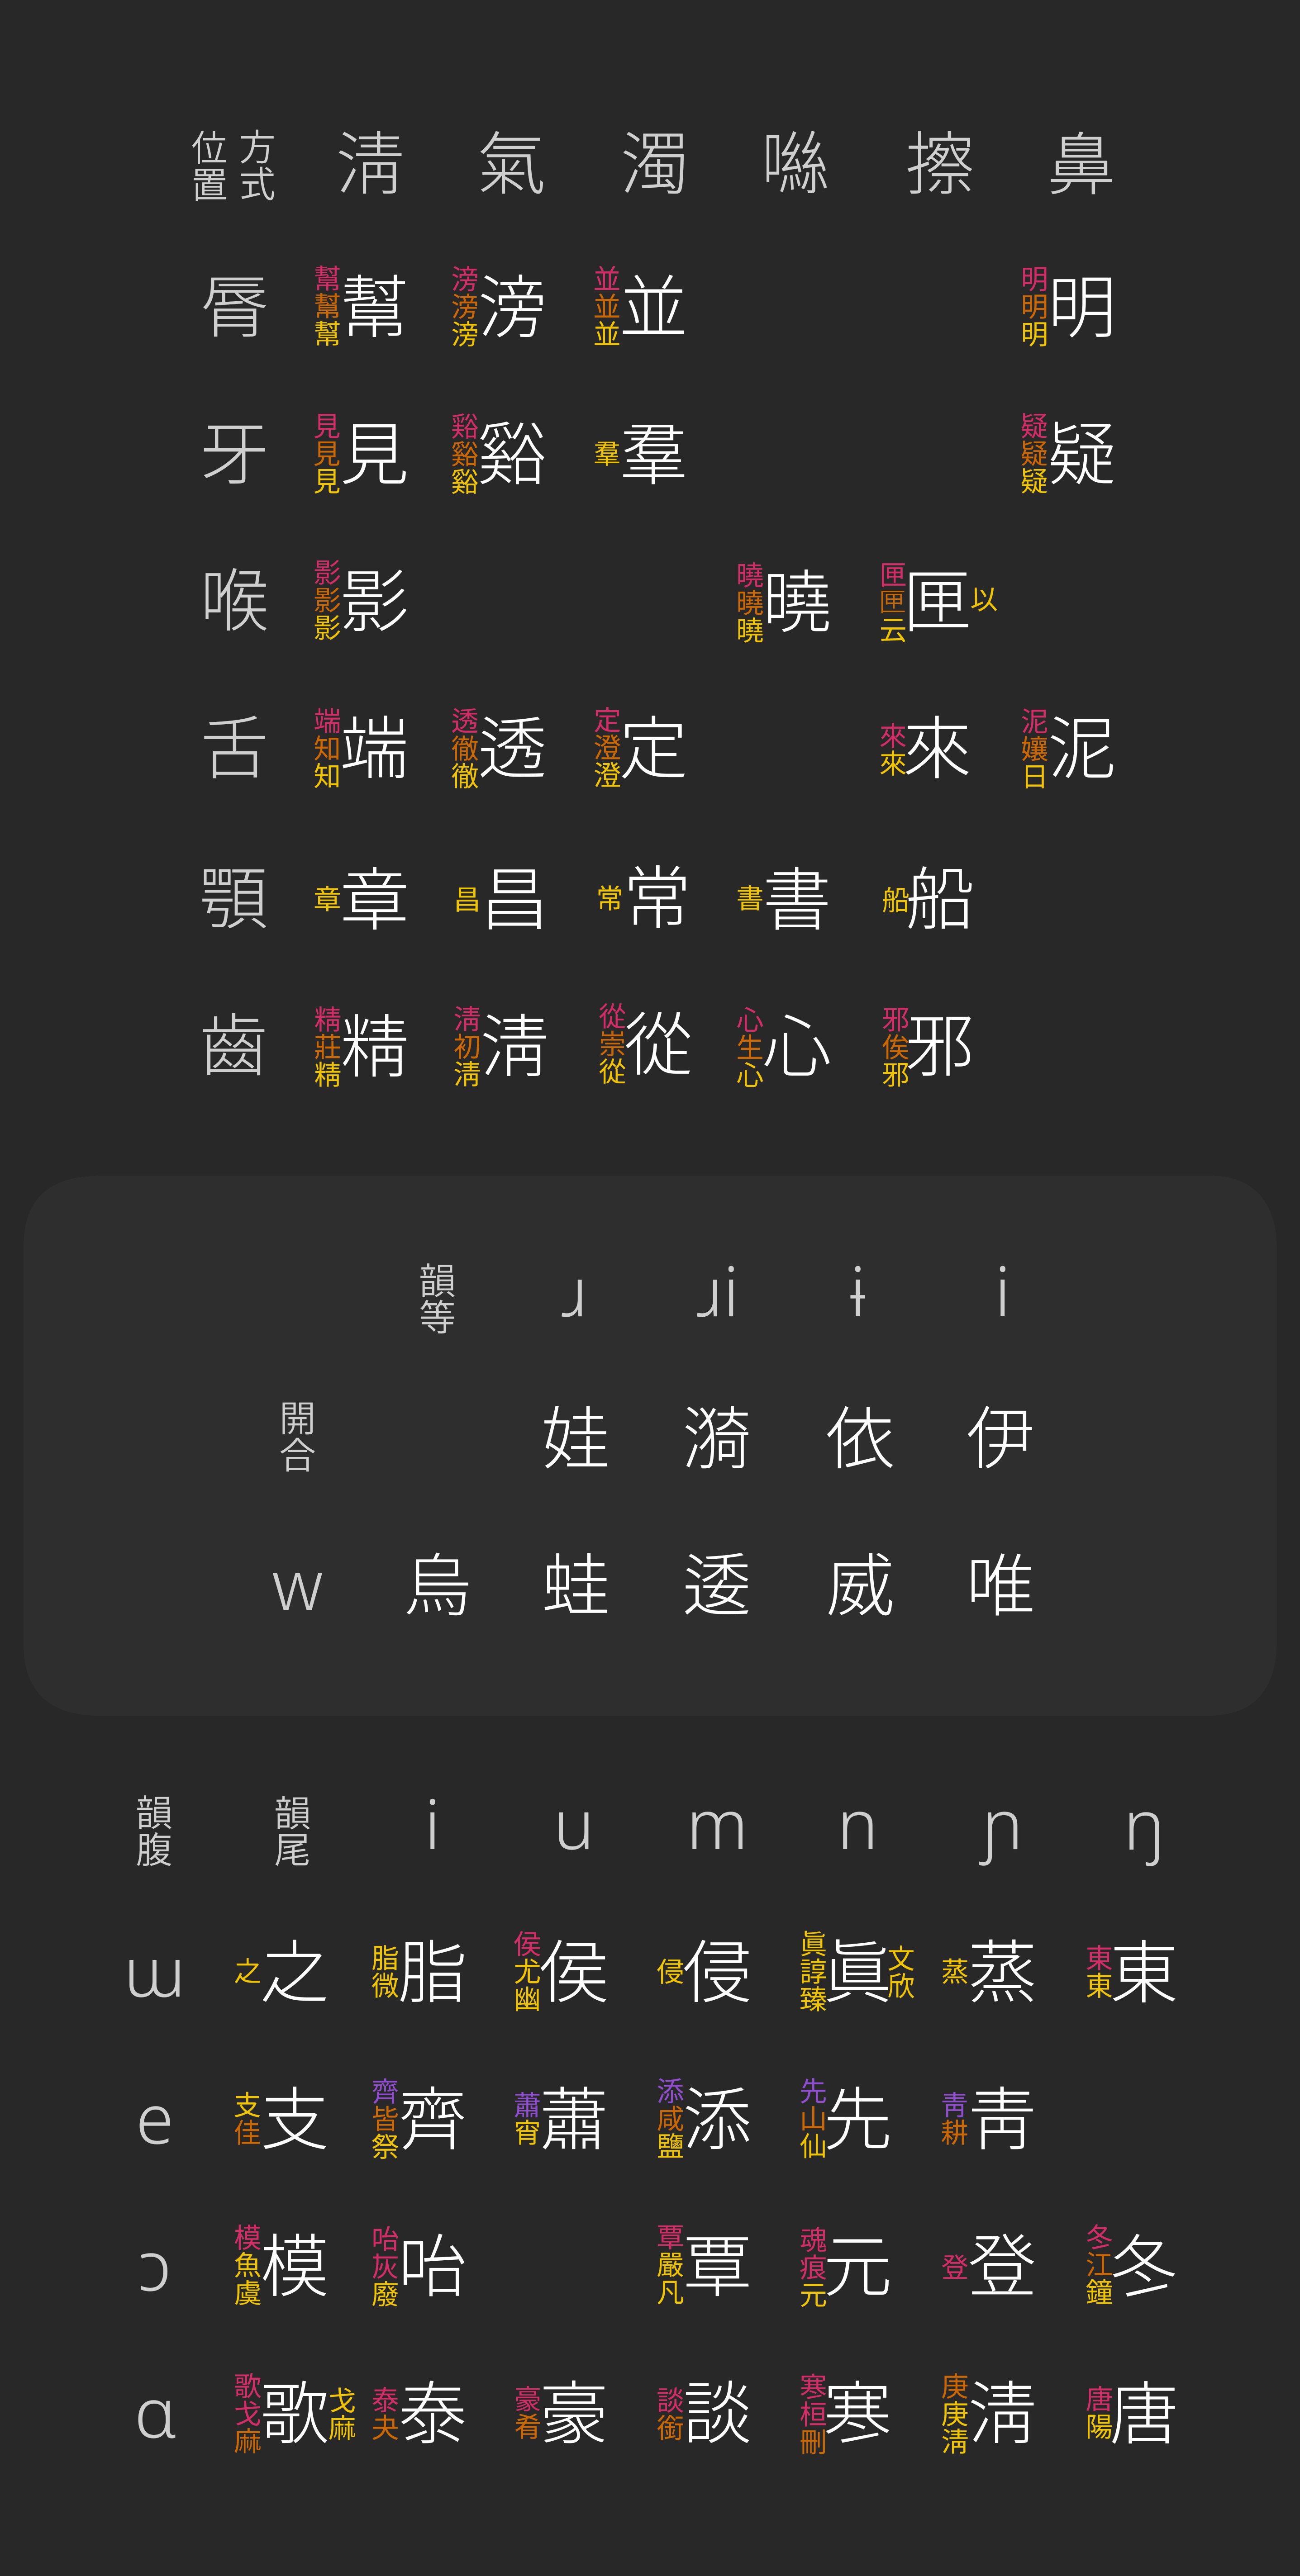 位置 方式 淸 氣 濁 噝 擦 鼻
脣 幫幫幫 幫 滂滂滂 滂 並並並 並 明明明 明
牙 見見見 見 谿谿谿 谿 羣 羣 疑疑疑 疑
喉 影影影 影 曉曉曉 曉 匣匣云 匣 以
舌 端知知 端 透徹徹 透 定澄澄 定 來來 來 泥孃日 泥
顎 章 章 昌 昌 常 常 書 書 船 船
齒 精莊精 精 淸初淸 淸 從崇從 從 心生心 心 邪俟邪 邪
韻等 ɹ ɹi ɨ i
開合 娃 漪 依 伊
w 烏 蛙 逶 威 唯
韻腹 韻尾 i u m n ɲ ŋ
ɯ 之 之 脂微 脂 侯尤幽 侯 侵 侵 眞諄臻 眞 文欣 蒸 蒸 東東 東
e 支佳 支 齊皆祭 齊 蕭宵 蕭 添咸鹽 添 先山仙 先 靑耕 靑
ɔ 模魚虞 模 咍灰廢 咍 覃嚴凡 覃 魂痕元 元 登 登 冬江鐘 冬
ɑ 歌戈麻 歌 戈麻 泰夬 泰 豪肴 豪 談銜 談 寒桓刪 寒 庚庚淸 淸 唐陽 唐